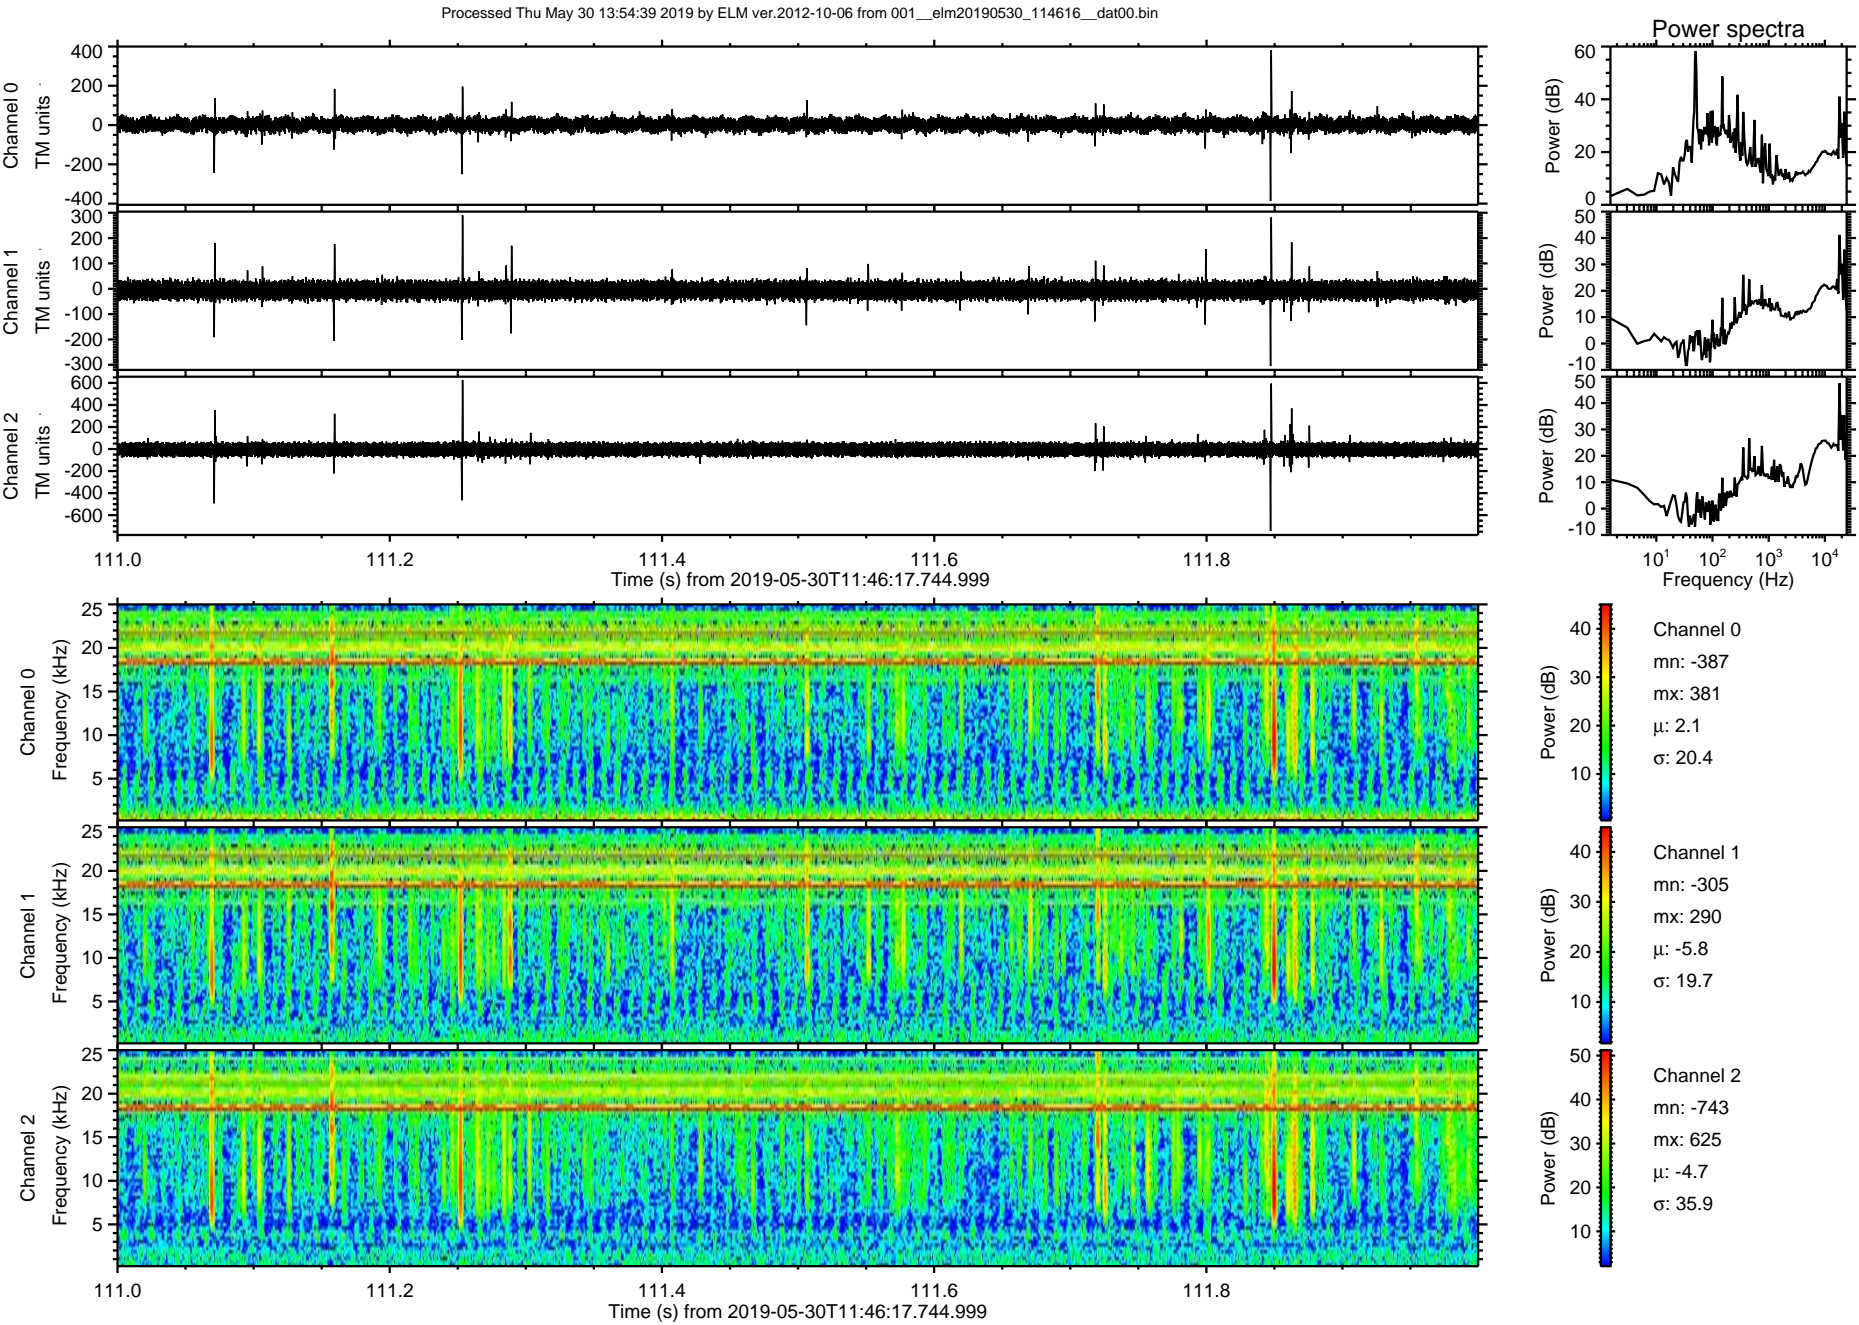 Processed Thu May 30 13:54:39 2019 by ELM ver.2012-10-06 from 001__elm20190530_114616__dat00.bin
Power spectra
Channel 0
TM units
400
200
0
-200
-400
Power (dB)
60
40
20
0
Channel 1
TM units
300
200
100
0
-100
-200
-300
Power (dB)
50
40
30
20
10
0
-10
Channel 2
TM units
600
400
200
0
-200
-400
-600
Power (dB)
50
40
30
20
10
0
-10
111.0 111.2 111.4 111.6 111.8
Time (s) from 2019-05-30T11:46:17.744.999
10¹ 10² 10³ 10⁴
Frequency (Hz)
Channel 0
Frequency (kHz)
25
20
15
10
5
Power (dB)
40
30
20
10
Channel 0
mn: -387
mx: 381
μ: 2.1
σ: 20.4
Channel 1
Frequency (kHz)
25
20
15
10
5
Power (dB)
40
30
20
10
Channel 1
mn: -305
mx: 290
μ: -5.8
σ: 19.7
Channel 2
Frequency (kHz)
25
20
15
10
5
Power (dB)
50
40
30
20
10
Channel 2
mn: -743
mx: 625
μ: -4.7
σ: 35.9
111.0 111.2 111.4 111.6 111.8
Time (s) from 2019-05-30T11:46:17.744.999